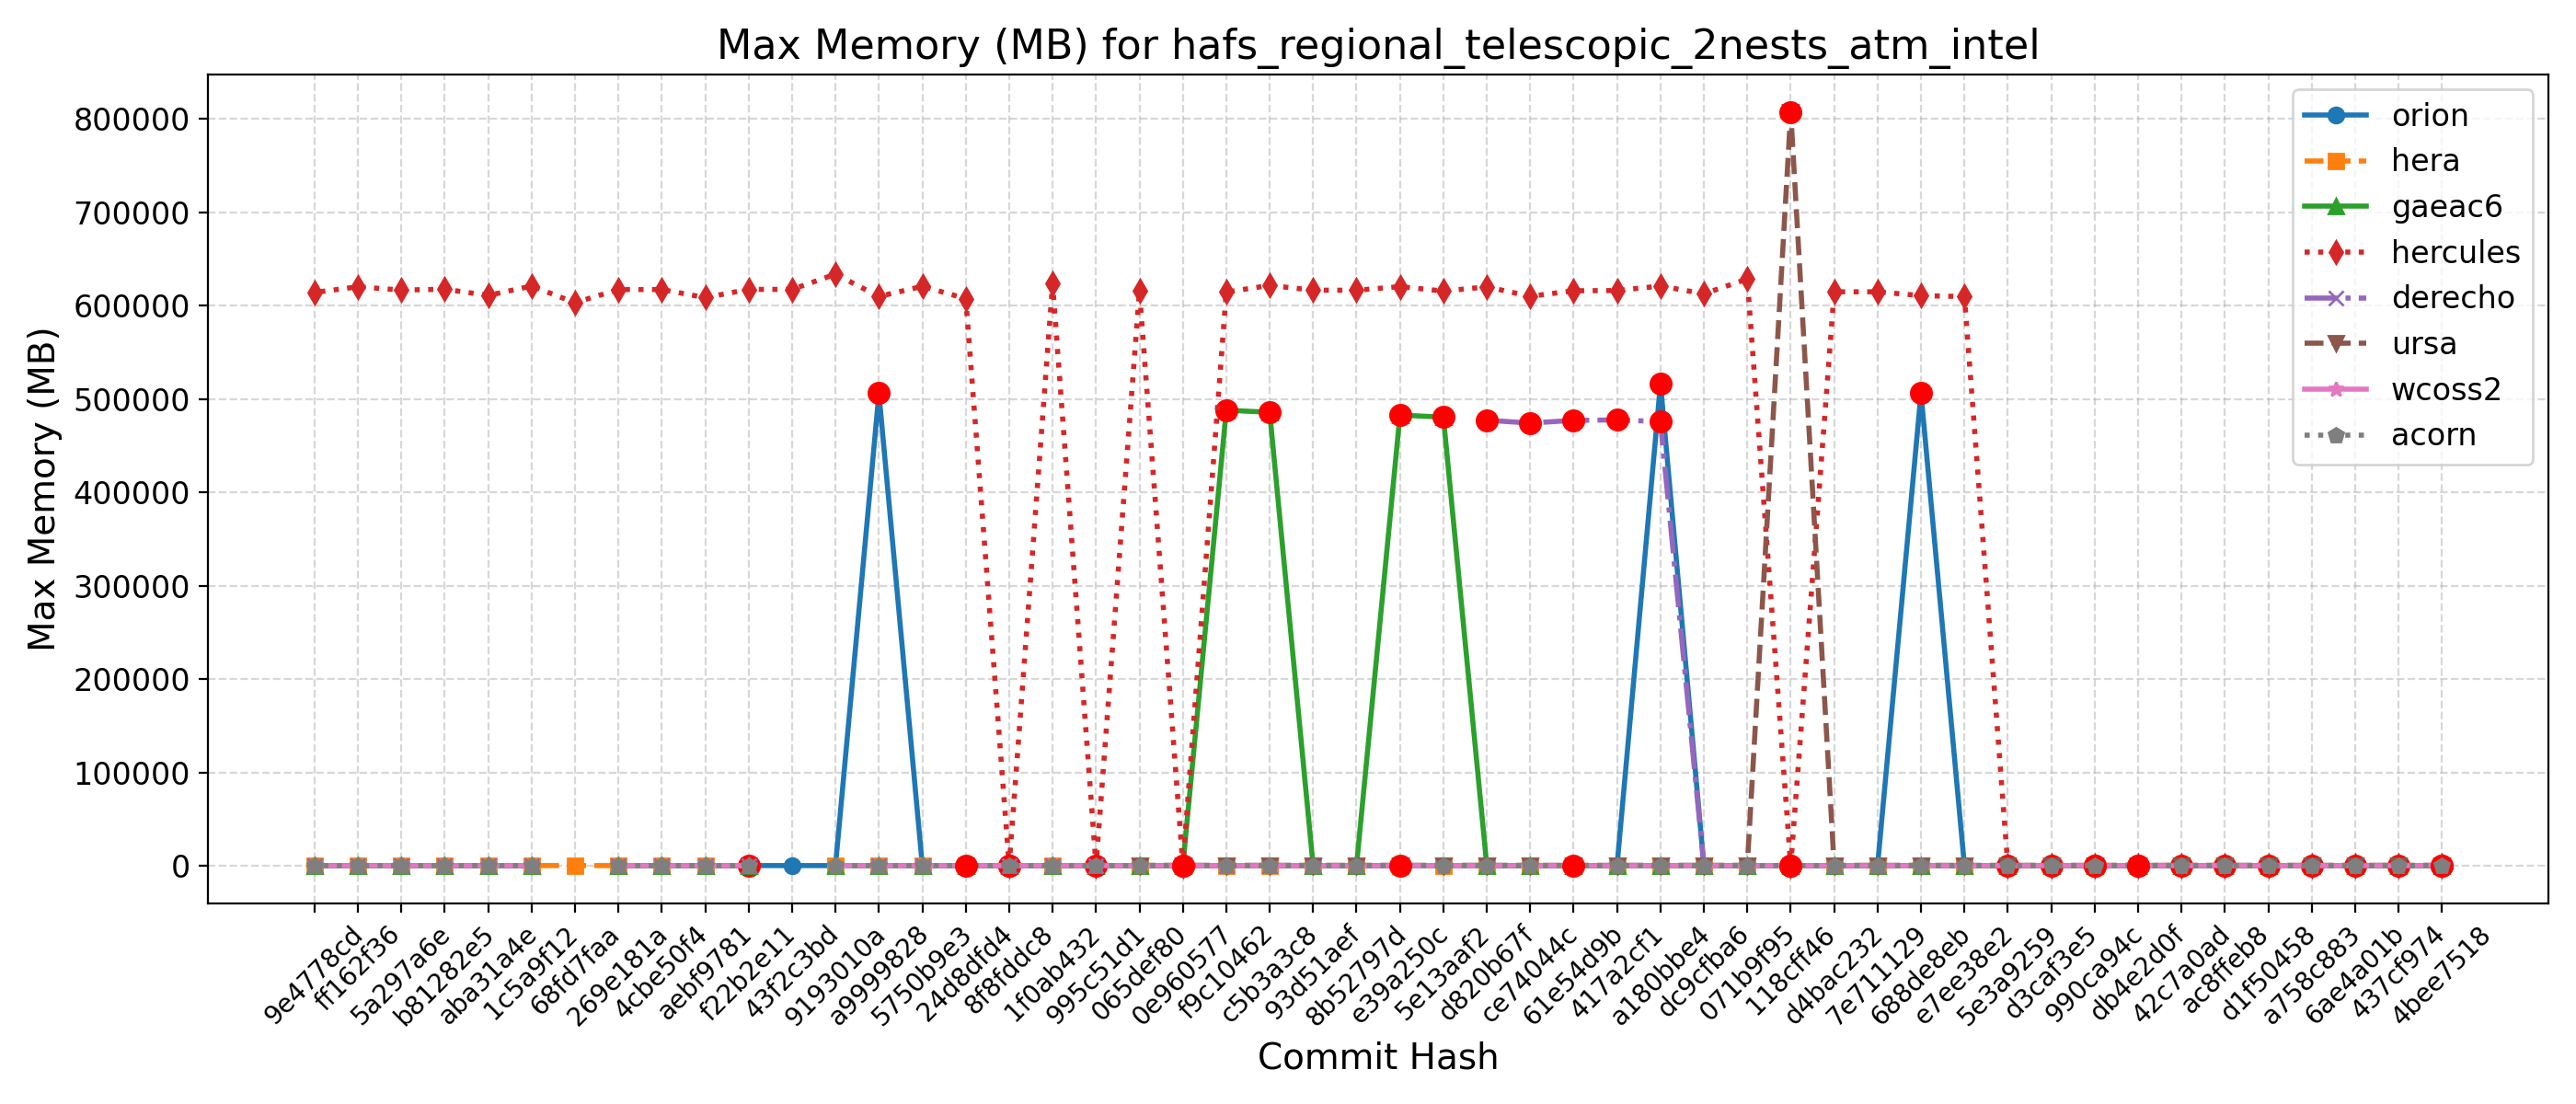 Max Memory (MB) for hafs_regional_telescopic_2nests_atm_intel
Max Memory (MB)
800000
700000
600000
500000
400000
300000
200000
100000
0
orion
hera
gaeac6
hercules
derecho
ursa
wcoss2
acorn
9e4778cd
ff162f36
5a297a6e
b81282e5
aba31a4e
1c5a9f12
68fd7faa
269e181a
4cbe50f4
aebf9781
f22b2e11
43f2c3bd
9193010a
a9999828
5750b9e3
24d8dfd4
8f8fddc8
1f0ab432
995c51d1
065def80
0e960577
f9c10462
c5b3a3c8
93d51aef
8b52797d
e39a250c
5e13aaf2
d820b67f
ce74044c
61e54d9b
417a2cf1
a180bbe4
dc9cfba6
071b9f95
118cff46
d4bac232
7e711129
688de8eb
e7ee38e2
5e3a9259
d3caf3e5
990ca94c
db4e2d0f
42c7a0ad
ac8ffeb8
d1f50458
a758c883
6ae4a01b
437cf974
4bee7518
Commit Hash